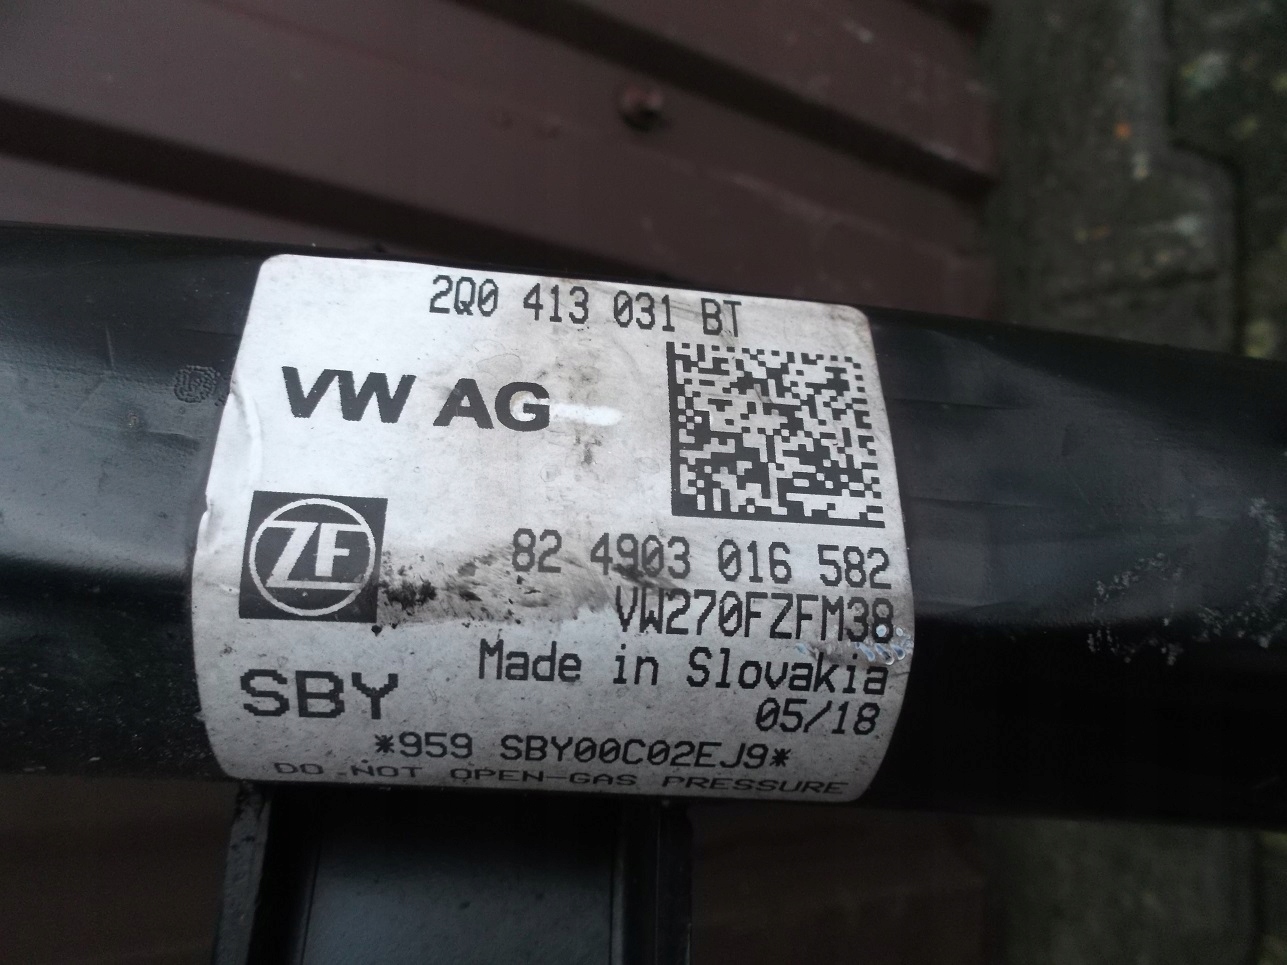 2Q0 413 031 BT
VW AG
ZF
82 4903 016 582
VW270FZFM38
Made in Slovakia
SBY
05/18
*959 SBY00C02EJ9*
DO NOT OPEN-GAS PRESSURE